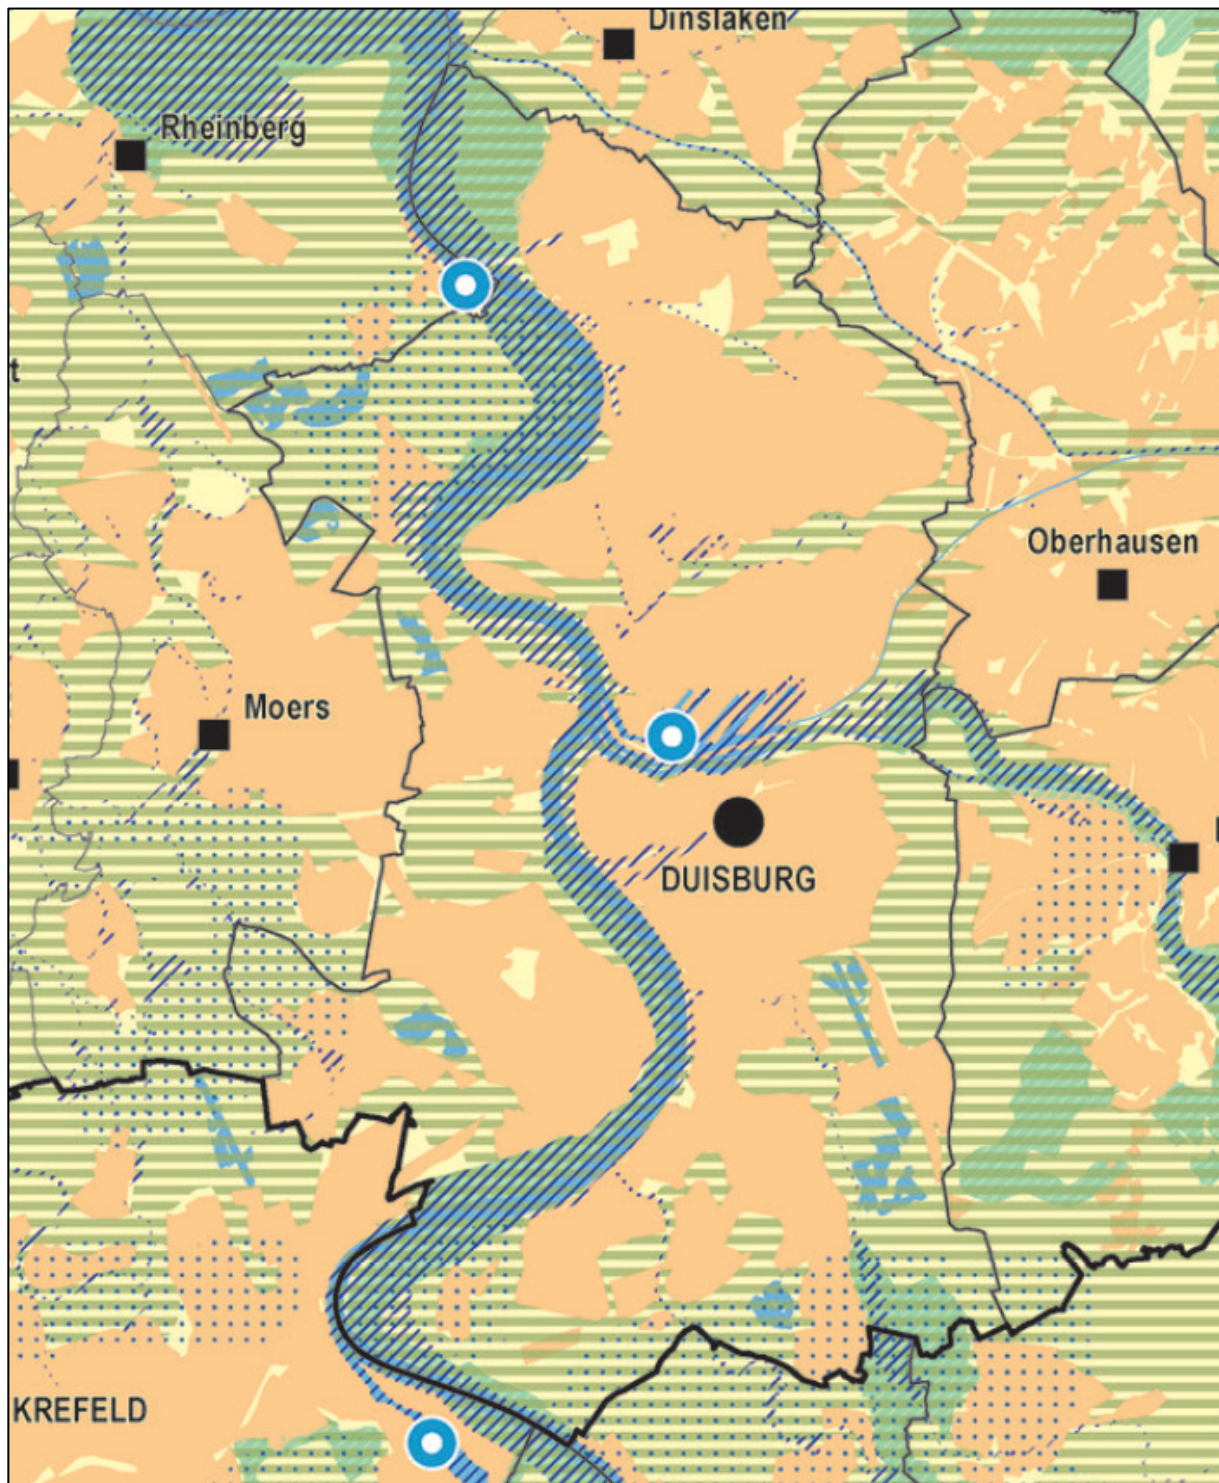 Dinslaken
Rheinberg
t
Oberhausen
Moers
DUISBURG
KREFELD